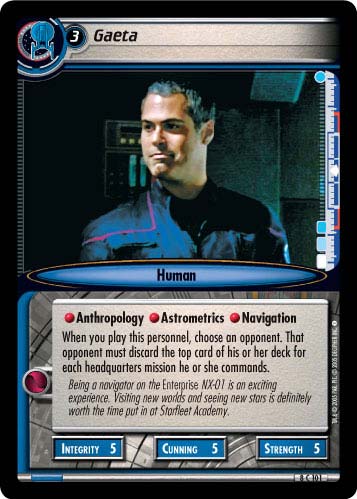 3 Gaeta
Human
Anthropology Astrometrics Navigation
When you play this personnel, choose an opponent. That
opponent must discard the top card of his or her deck for
each headquarters mission he or she commands.
Being a navigator on the Enterprise NX-01 is an exciting
experience. Visiting new worlds and seeing new stars is definitely
worth the time put in at Starfleet Academy.
INTEGRITY 5 CUNNING 5 STRENGTH 5
8 C 101